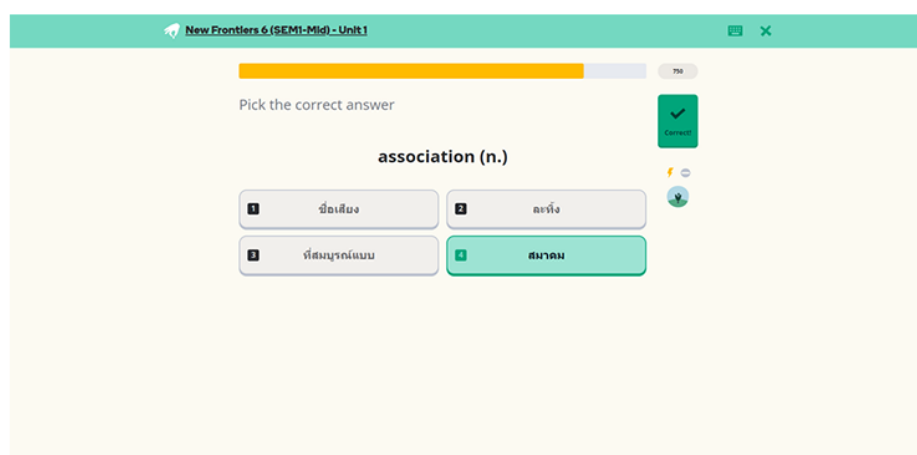 New Frontiers 6 (SEM1-Mid) - Unit 1
750
Pick the correct answer
Correct!
association (n.)
1 ชื่อเสียง
2 ละทิ้ง
3 ที่สมบูรณ์แบบ
4 สมาคม